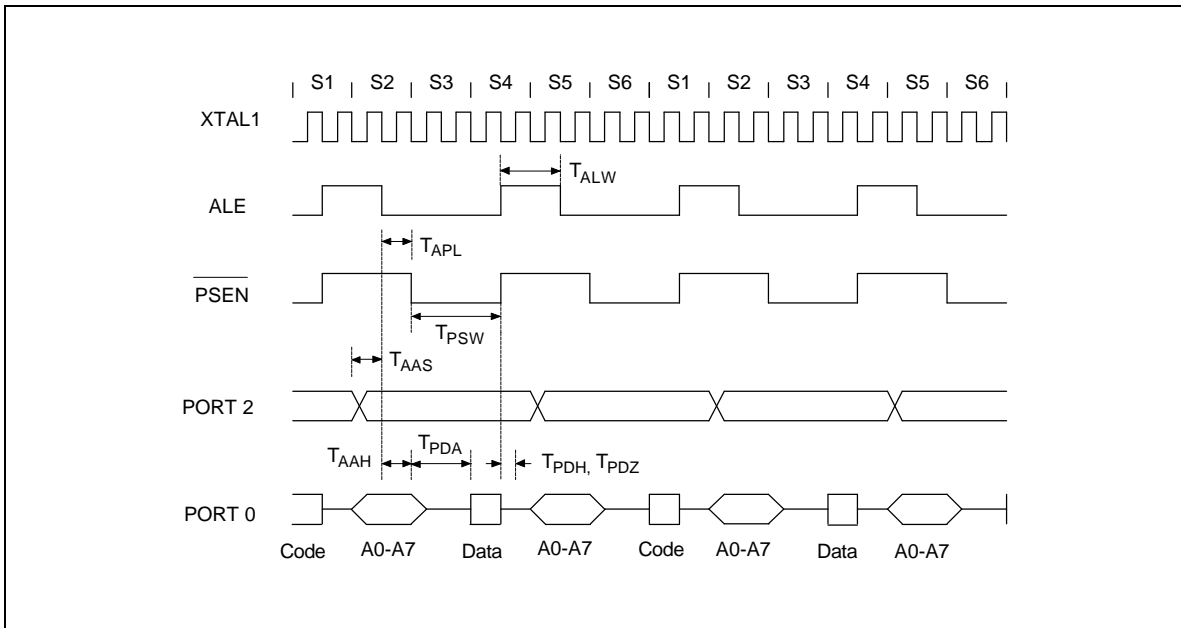 S1 S2 S3 S4 S5 S6 S1 S2 S3 S4 S5 S6
XTAL1
TALW
ALE
TAPL
PSEN
TPSW
TAAS
PORT 2
TAAH TPDA TPDH, TPDZ
PORT 0
Code A0-A7 Data A0-A7 Code A0-A7 Data A0-A7